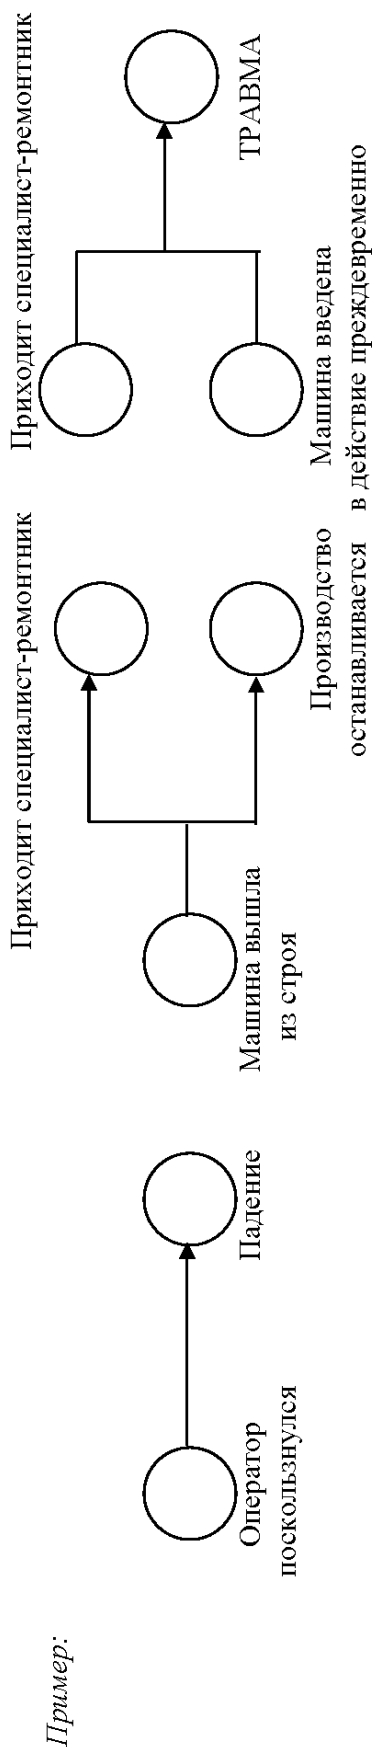 Пример:
Оператор
поскользнулся
Падение
Машина вышла
из строя
Приходит специалист-ремонтник
Производство
останавливается
Приходит специалист-ремонтник
Машина введена
в действие преждевременно
ТРАВМА